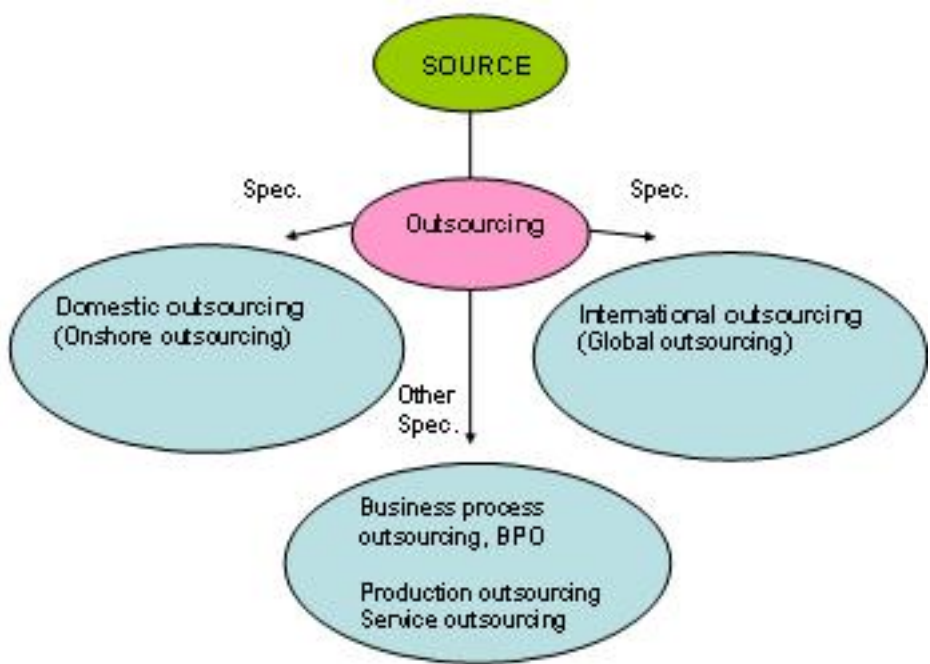 SOURCE
Spec.
Spec.
Outsourcing
Domestic outsourcing
(Onshore outsourcing)
International outsourcing
(Global outsourcing)
Other
Spec.
Business process
outsourcing, BPO
Production outsourcing
Service outsourcing